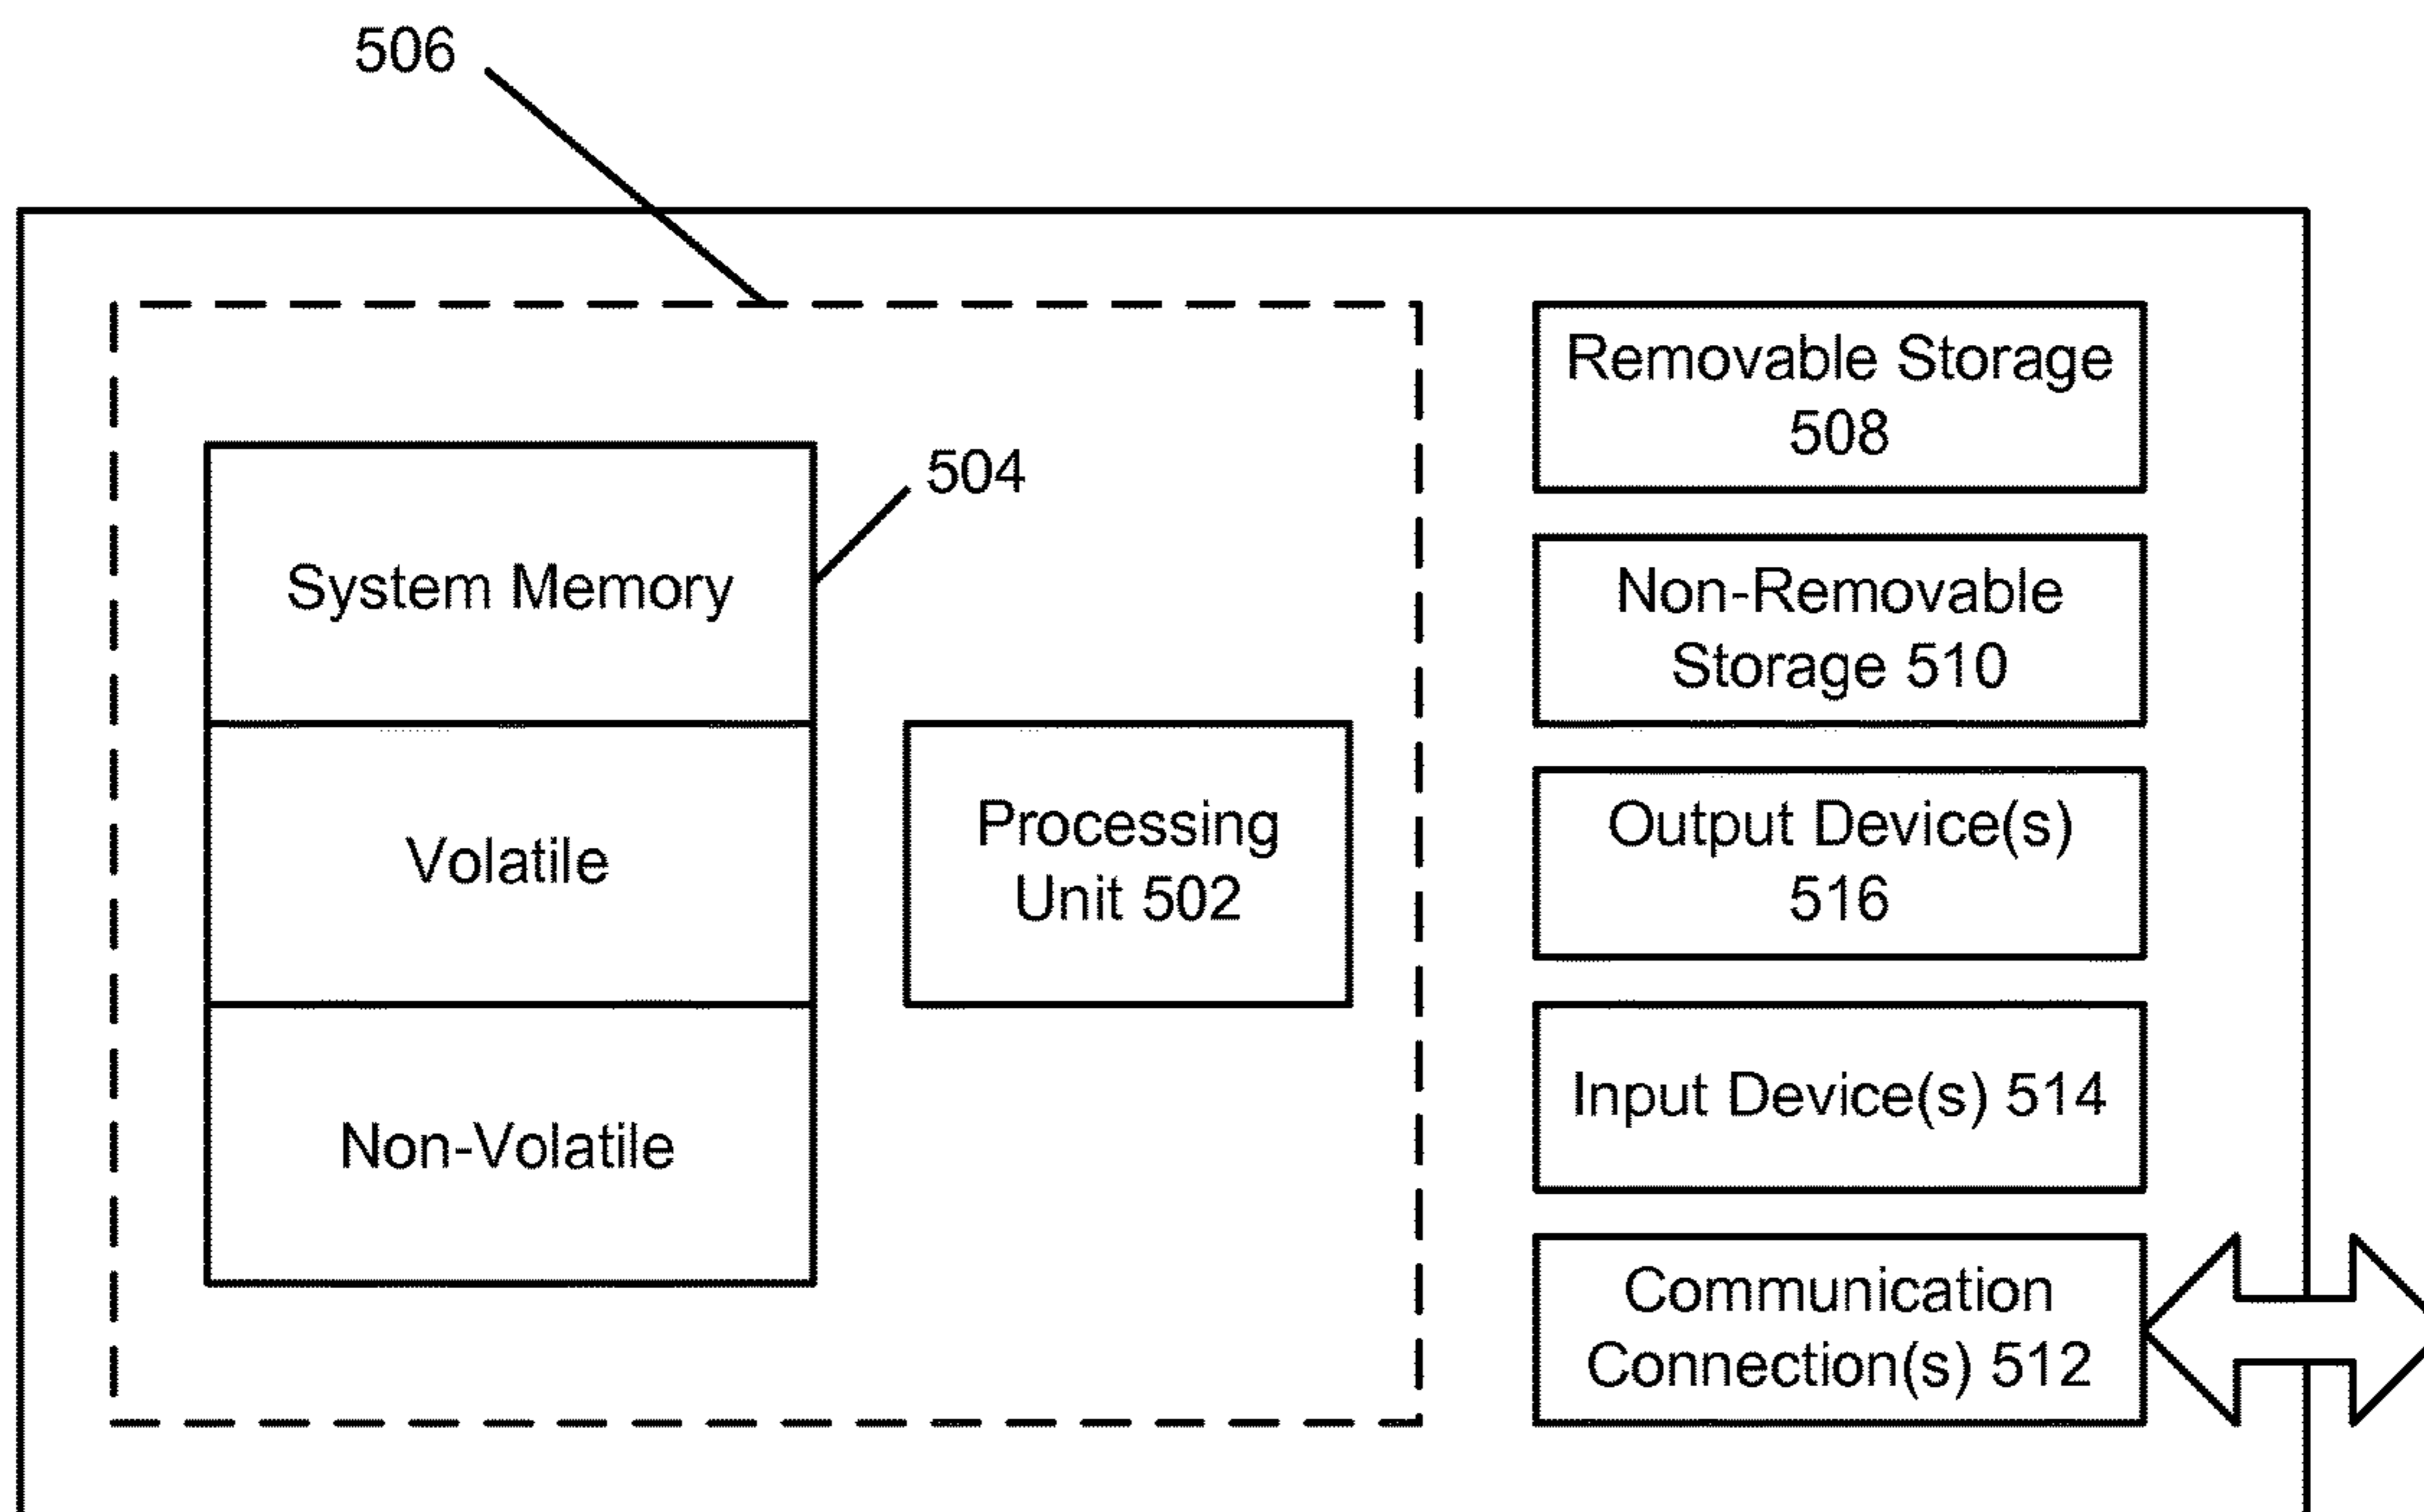 506
504
System Memory
Volatile
Non-Volatile
Processing
Unit 502
Removable Storage
508
Non-Removable
Storage 510
Output Device(s)
516
Input Device(s) 514
Communication
Connection(s) 512